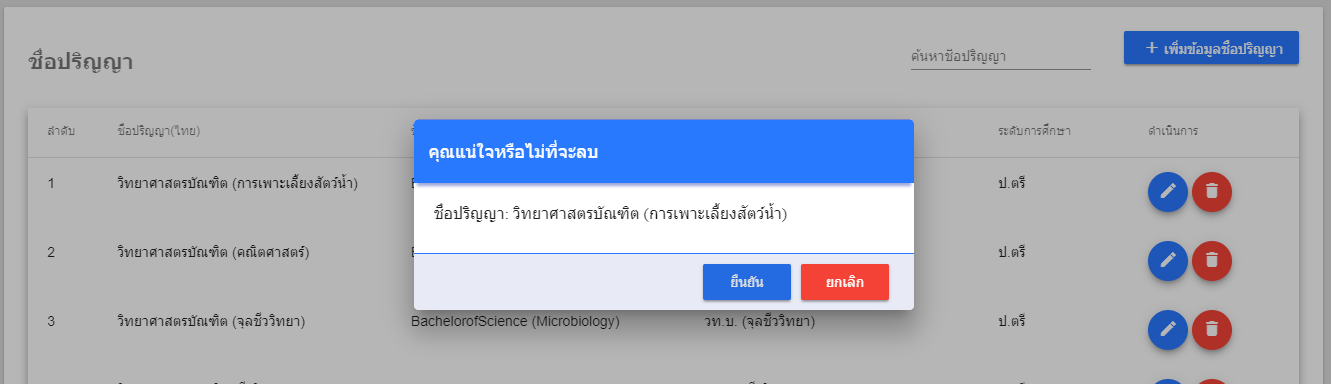 ชื่อปริญญา
ค้นหาชื่อปริญญา
+ เพิ่มข้อมูลชื่อปริญญา
ลำดับ ชื่อปริญญา(ไทย) ระดับการศึกษา ดำเนินการ
คุณแน่ใจหรือไม่ที่จะลบ
1 วิทยาศาสตรบัณฑิต (การเพาะเลี้ยงสัตว์น้ำ) ป.ตรี
ชื่อปริญญา: วิทยาศาสตรบัณฑิต (การเพาะเลี้ยงสัตว์น้ำ)
2 วิทยาศาสตรบัณฑิต (คณิตศาสตร์) ป.ตรี
ยืนยัน ยกเลิก
3 วิทยาศาสตรบัณฑิต (จุลชีววิทยา) BachelorofScience (Microbiology) วท.บ. (จุลชีววิทยา) ป.ตรี